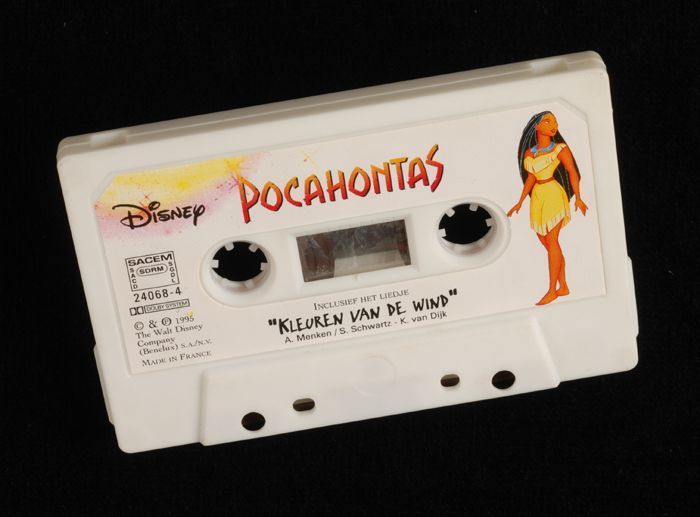 Disney
POCAHONTAS
SACEM
SACD
SDRM
SGDL
24068-4
DOLBY SYSTEM
© & ℗ 1995
The Walt Disney
Company
(Benelux) S.A./N.V.
MADE IN FRANCE
INCLUSIEF HET LIEDJE
"KLEUREN VAN DE WIND"
A. Menken / S. Schwartz - K. van Dijk